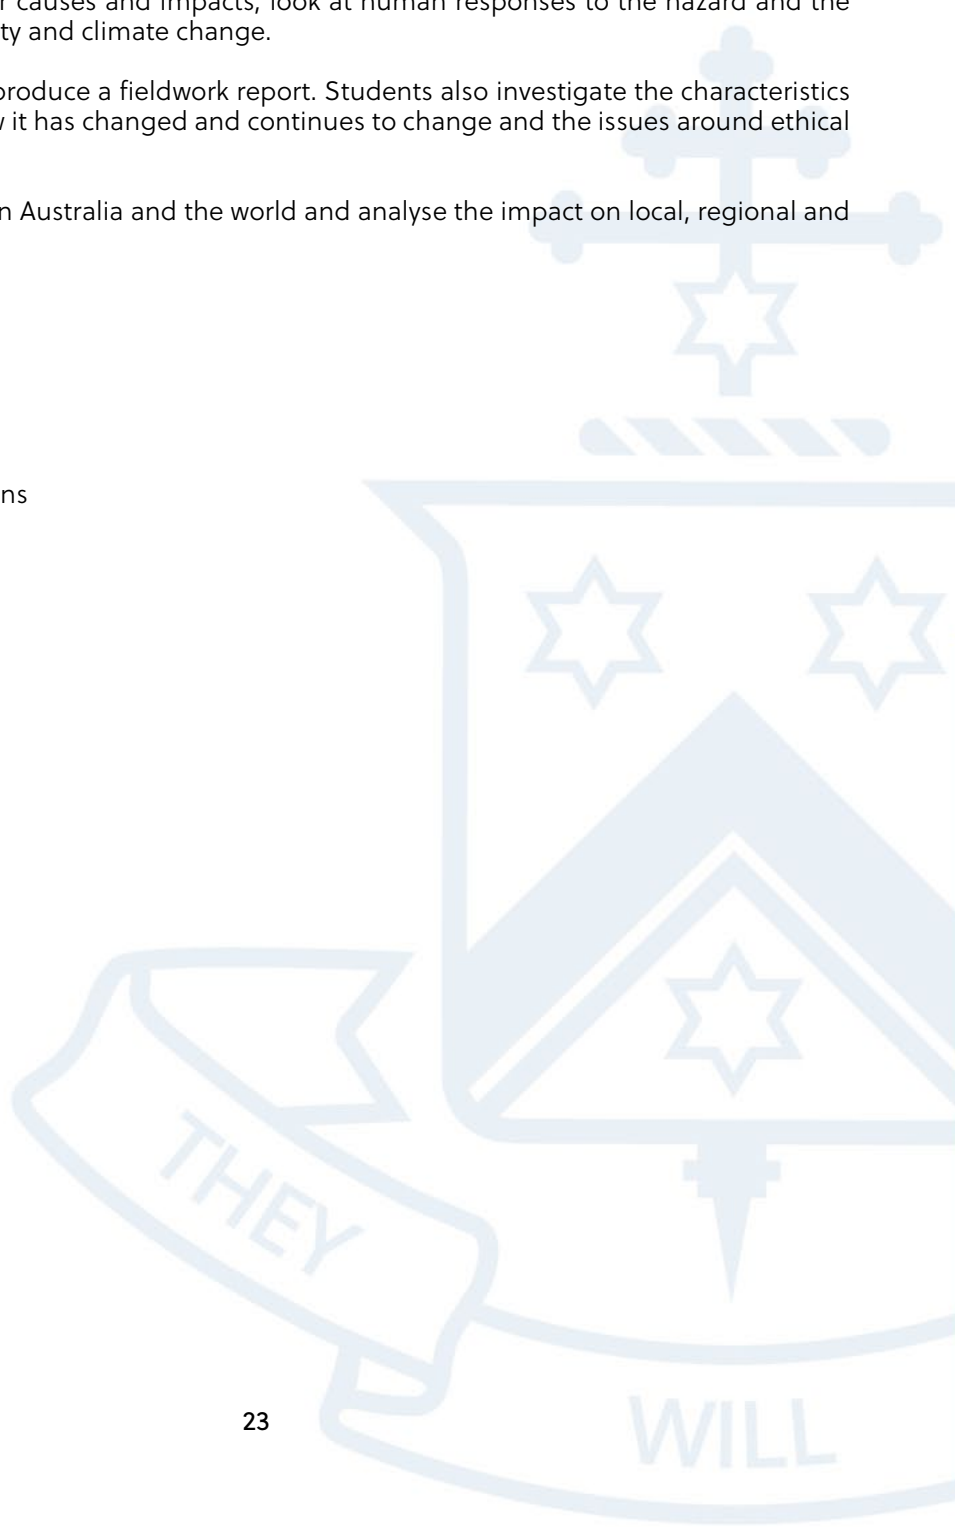 causes and impacts, look at human responses to the hazard and the
ty and climate change.
produce a fieldwork report. Students also investigate the characteristics
it has changed and continues to change and the issues around ethical
n Australia and the world and analyse the impact on local, regional and
ns
THEY
23
WILL